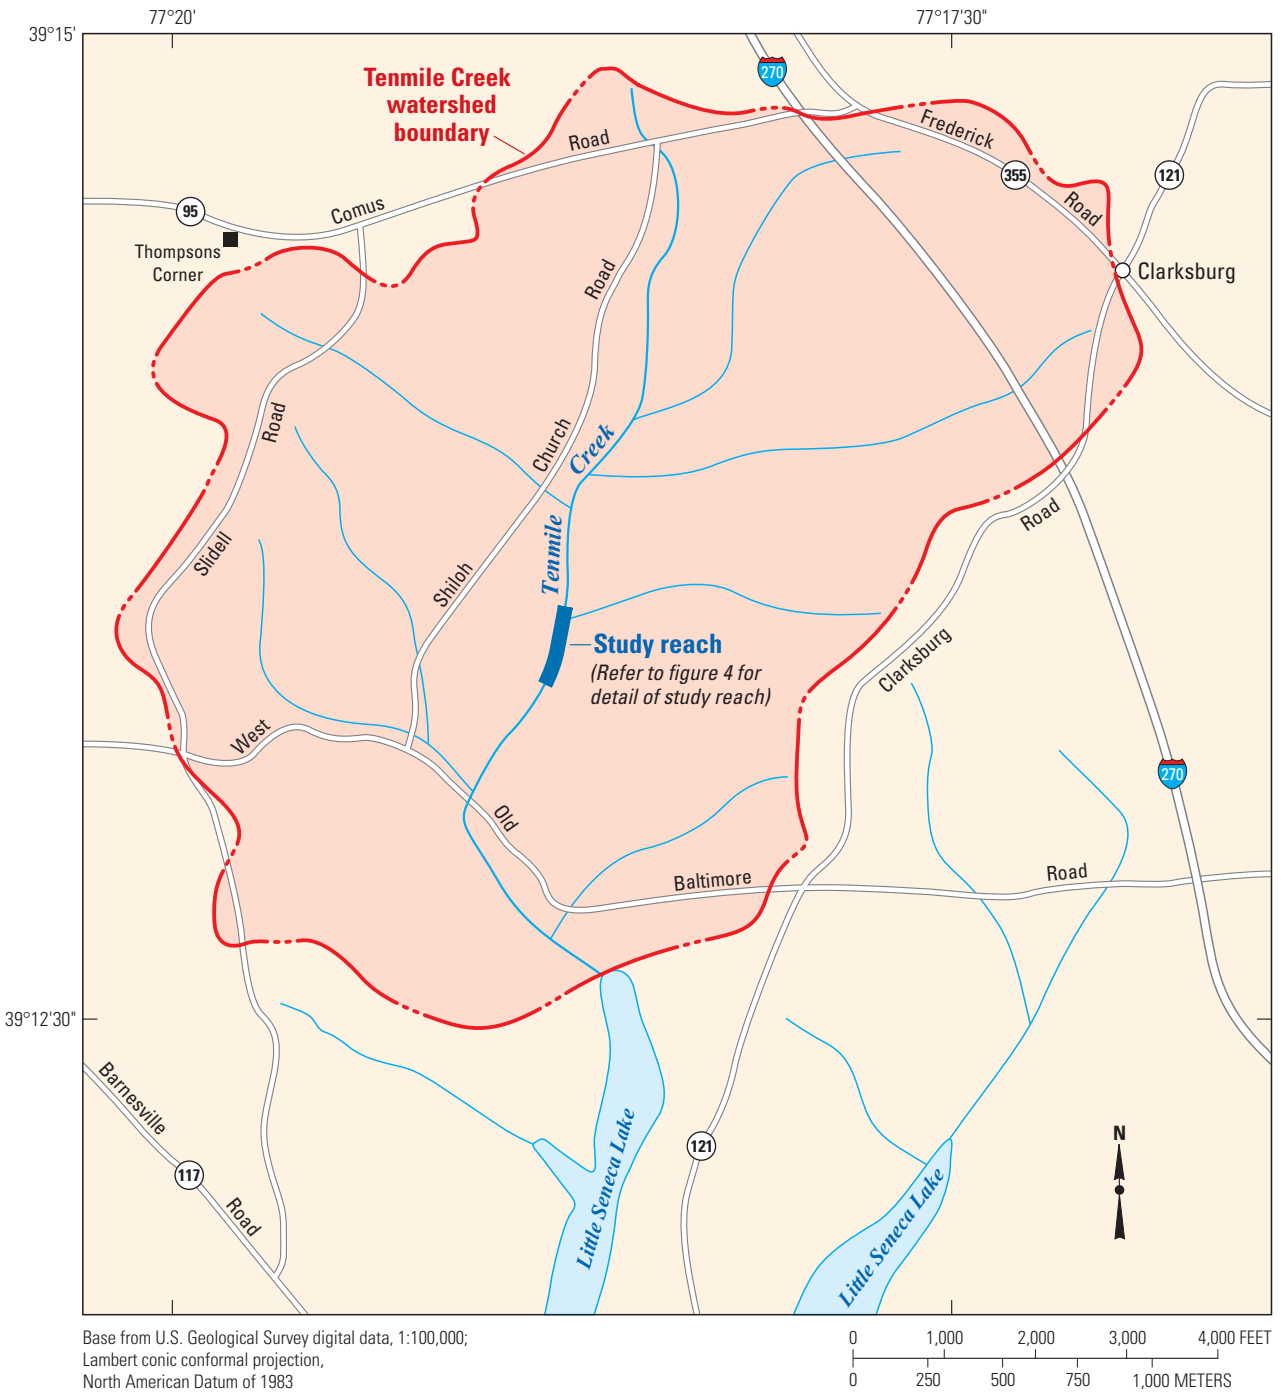 77°20'
77°17'30"
39°15'
270
Tenmile Creek
watershed
boundary
Road
Frederick
355
121
Road
95
Comus
Thompsons
Corner
Clarksburg
Road
Road
Church
Creek
Slidell
Shiloh
Tenmile
Road
Study reach
(Refer to figure 4 for
detail of study reach)
Clarksburg
West
270
Old
Baltimore
Road
39°12'30"
Barnesville
117
Road
121
N
Little Seneca Lake
Little Seneca Lake
Base from U.S. Geological Survey digital data, 1:100,000;
Lambert conic conformal projection,
North American Datum of 1983
0 1,000 2,000 3,000 4,000 FEET
0 250 500 750 1,000 METERS